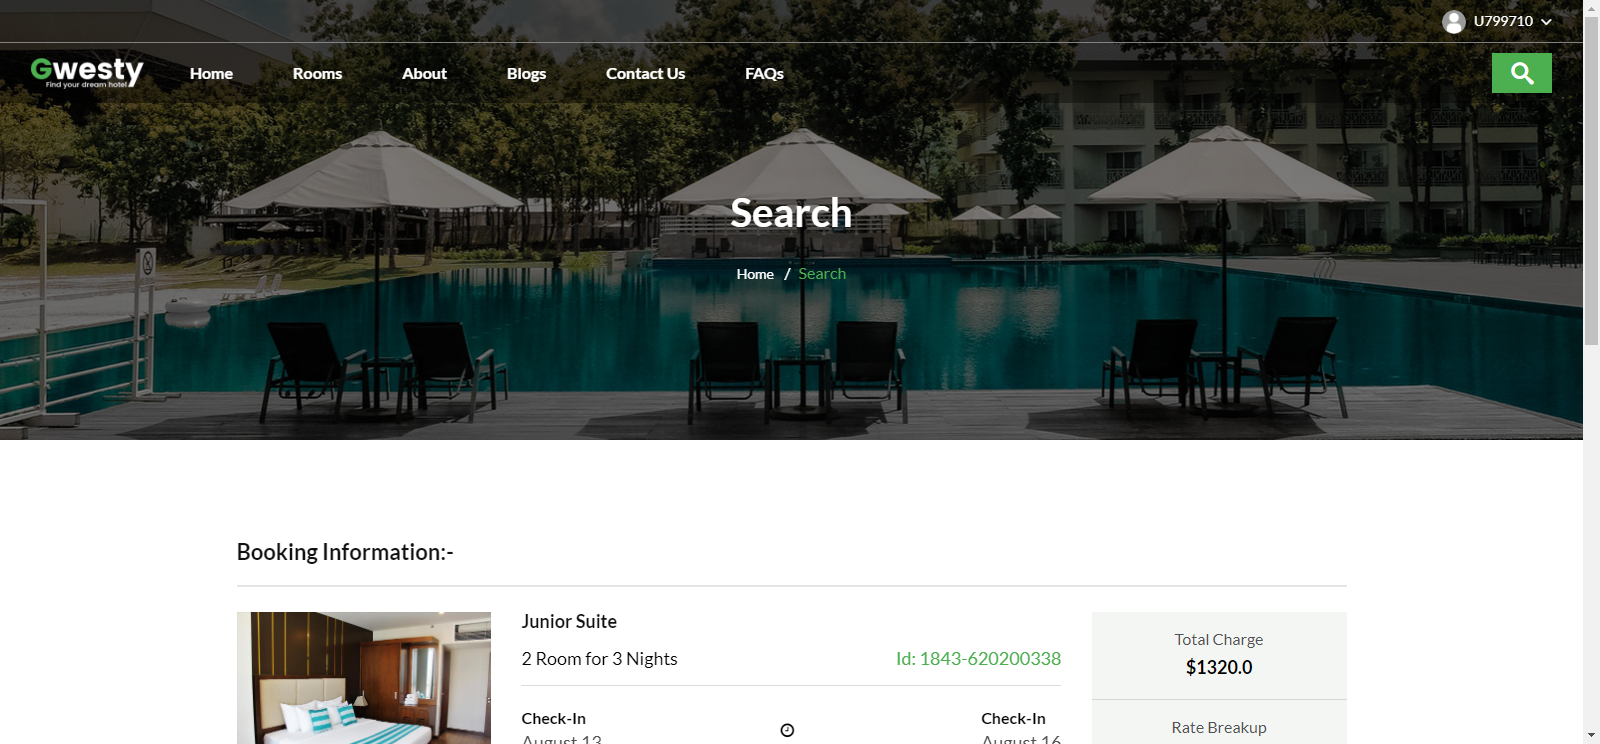 U799710
Gwesty
Find your dream hotel
Home Rooms About Blogs Contact Us FAQs
Search
Home / Search
Booking Information:-
Junior Suite
2 Room for 3 Nights
Id: 1843-620200338
Total Charge
$1320.0
Check-In
August 13
Check-In
August 16
Rate Breakup